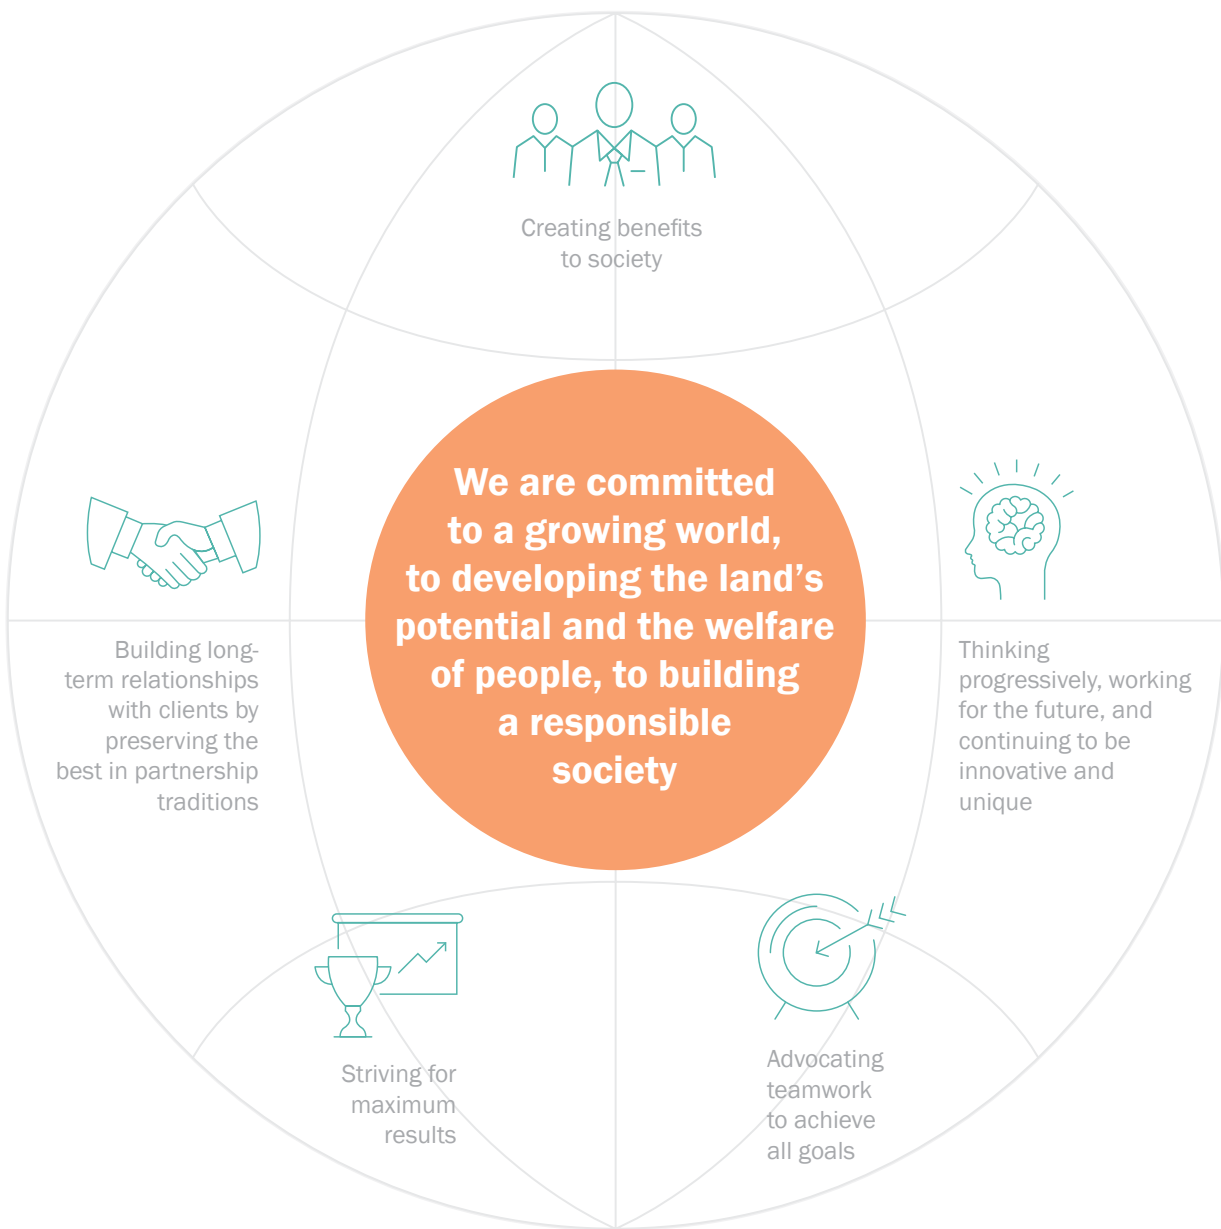 Creating benefits
to society
We are committed
to a growing world,
to developing the land’s
potential and the welfare
of people, to building
a responsible
society
Building long-
term relationships
with clients by
preserving the
best in partnership
traditions
Thinking
progressively, working
for the future, and
continuing to be
innovative and
unique
Striving for
maximum
results
Advocating
teamwork
to achieve
all goals